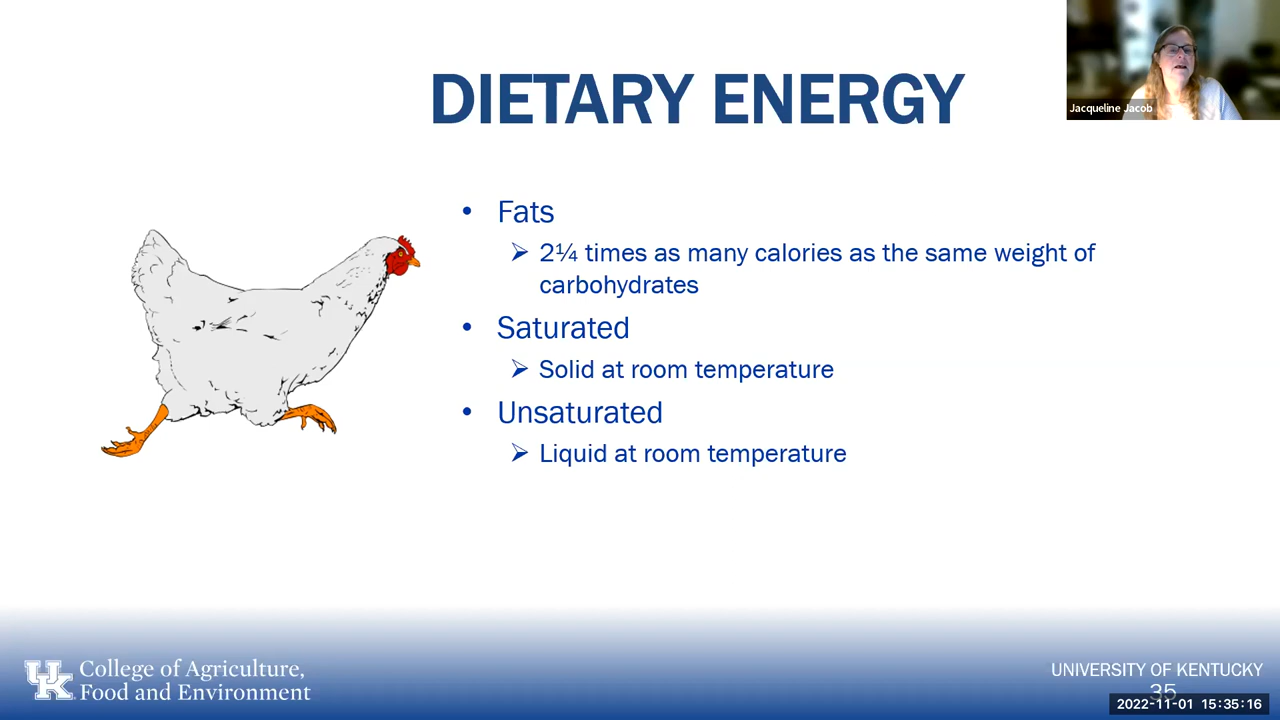 DIETARY ENERGY
Jacqueline Jacob
• Fats
➢ 2¼ times as many calories as the same weight of
carbohydrates
• Saturated
➢ Solid at room temperature
• Unsaturated
➢ Liquid at room temperature
UK College of Agriculture,
Food and Environment
UNIVERSITY OF KENTUCKY
35
2022-11-01 15:35:16